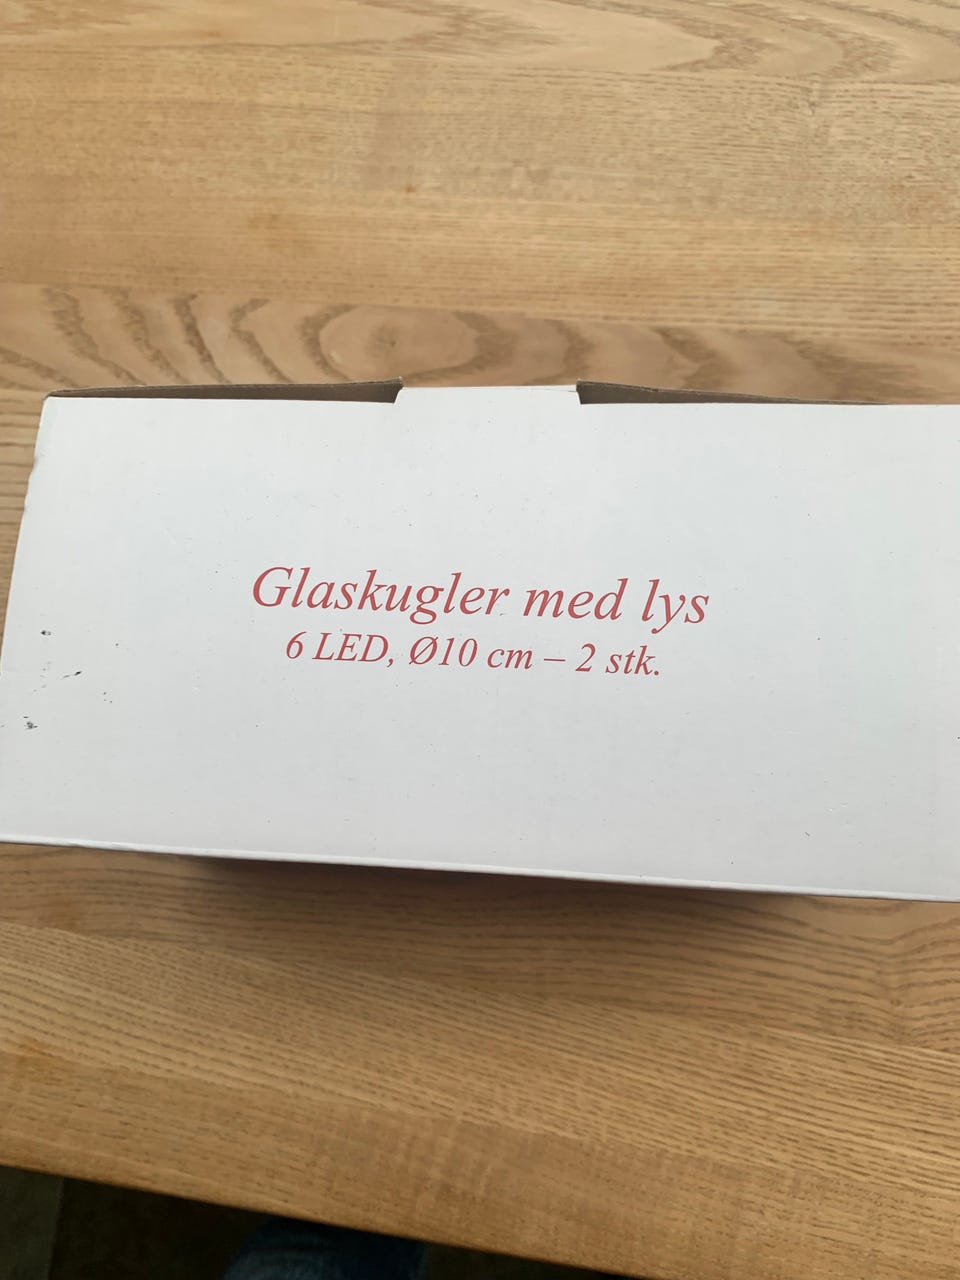 Glaskugler med lys
6 LED, Ø10 cm – 2 stk.